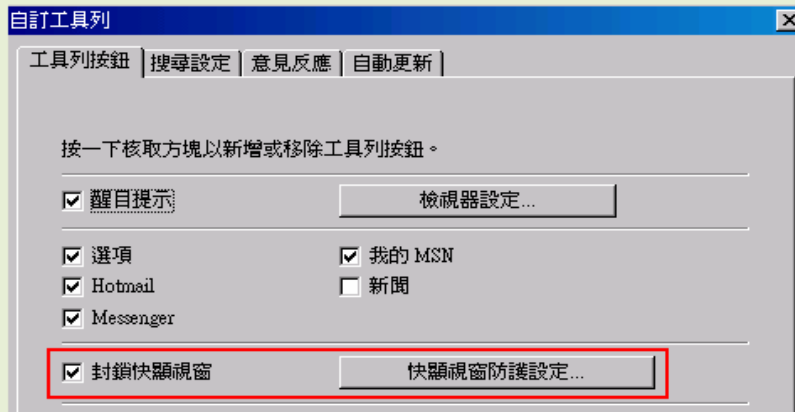 自訂工具列
工具列按鈕 搜尋設定 意見反應 自動更新
按一下核取方塊以新增或移除工具列按鈕。
醒目提示 檢視器設定...
選項 我的 MSN
Hotmail 新聞
Messenger
封鎖快顯視窗 快顯視窗防護設定...